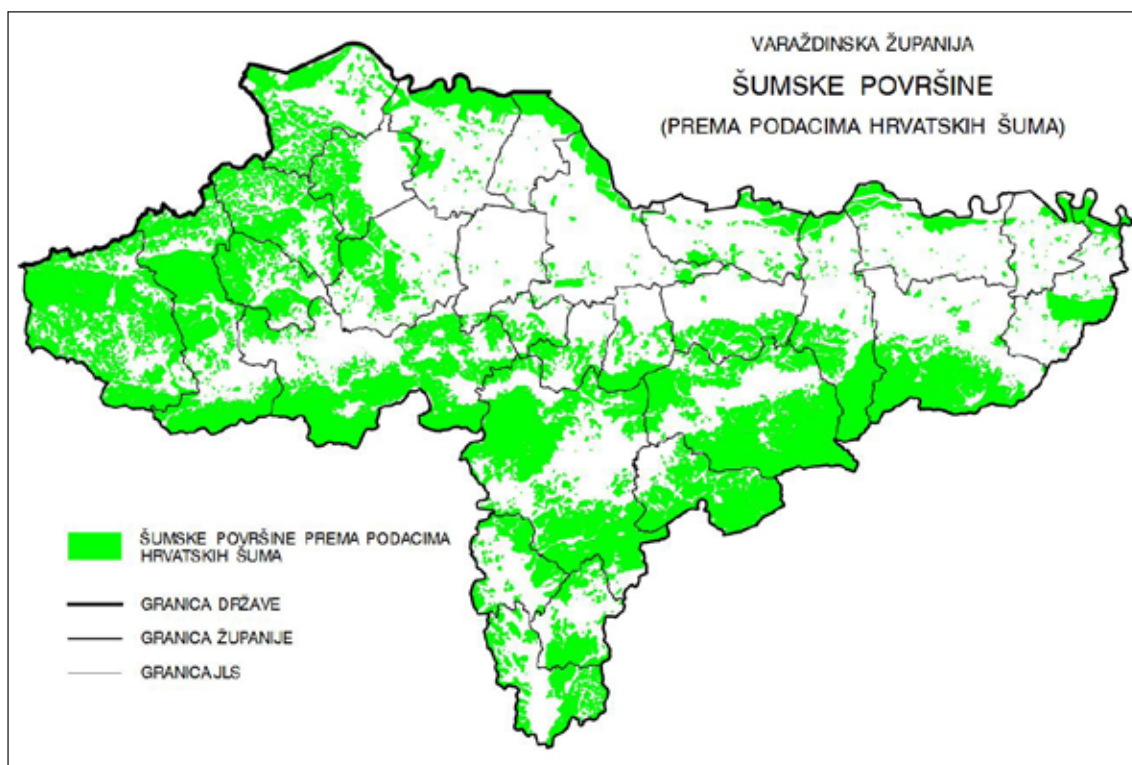 VARAŽDINSKA ŽUPANIJA
ŠUMSKE POVRŠINE
(PREMA PODACIMA HRVATSKIH ŠUMA)
ŠUMSKE POVRŠINE PREMA PODACIMA
HRVATSKIH ŠUMA
GRANICA DRŽAVE
GRANICA ŽUPANIJE
GRANICA JLS